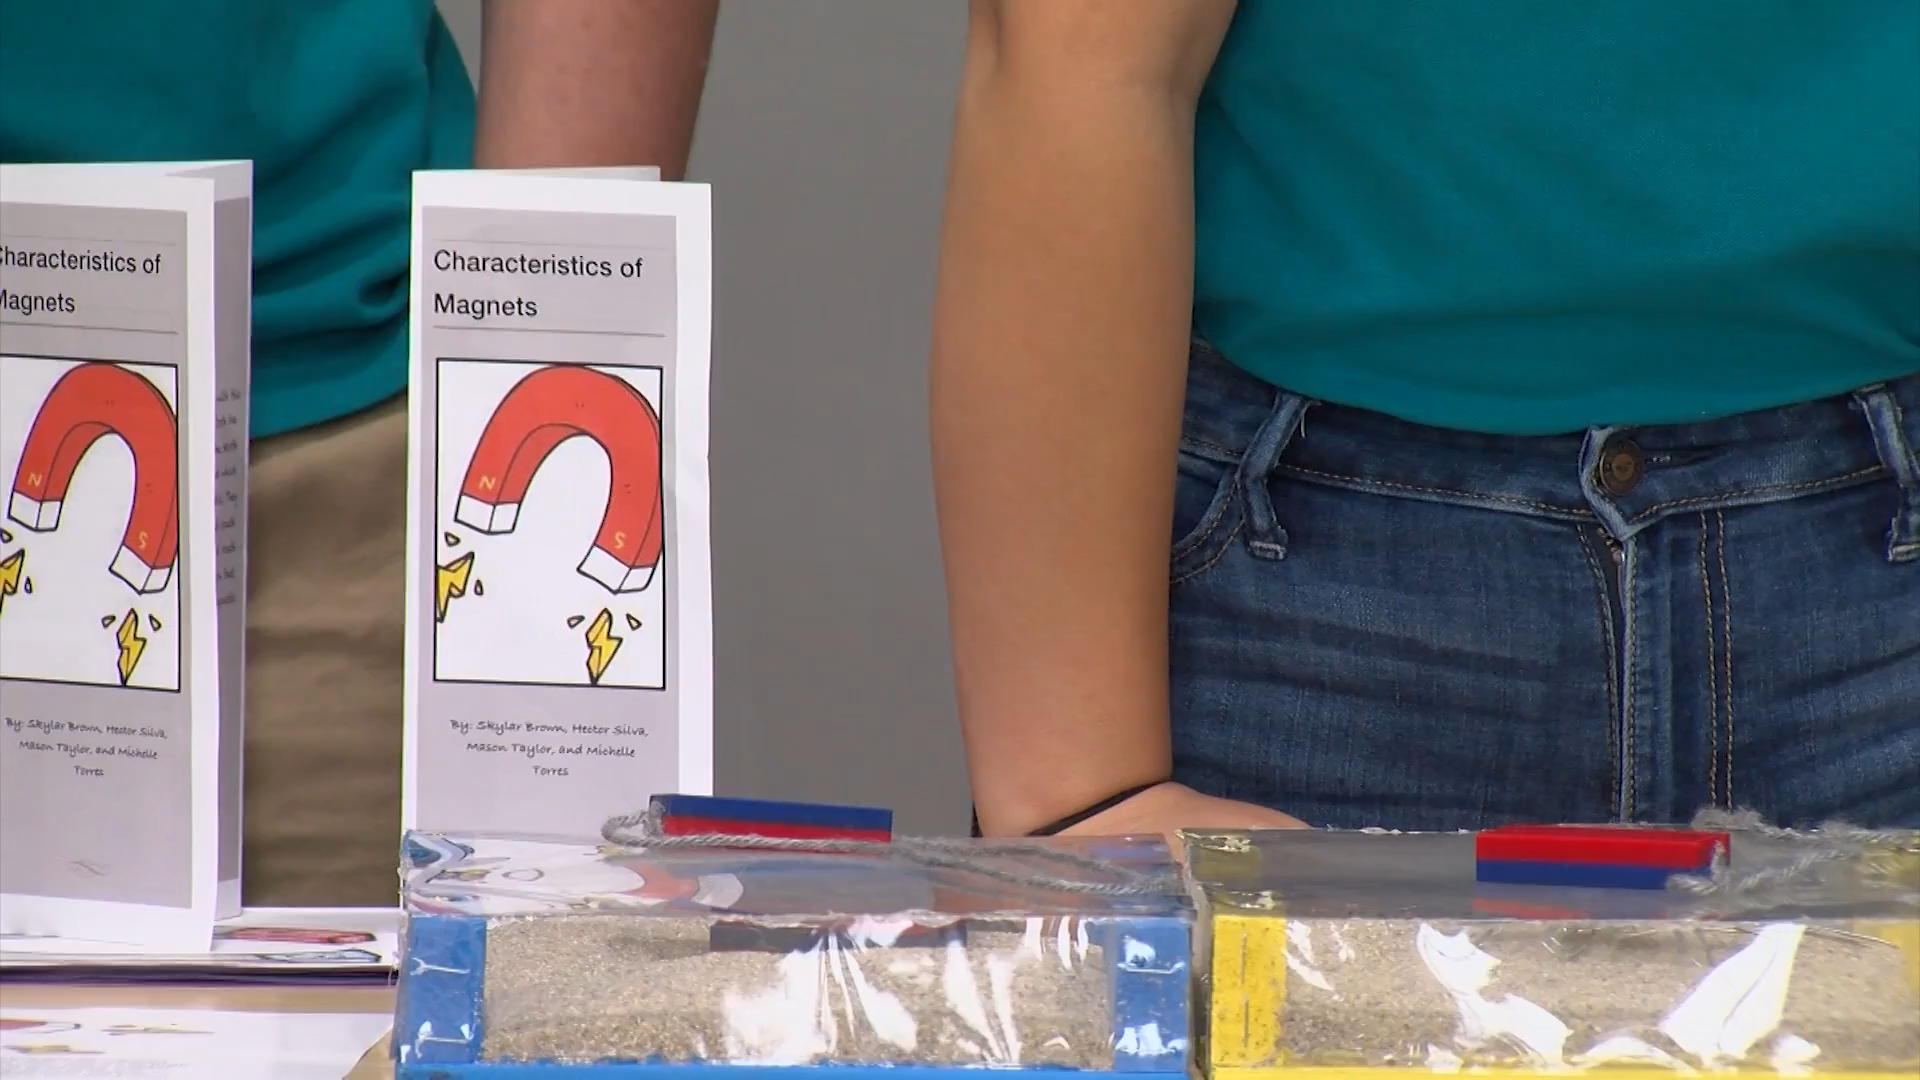 Characteristics of
Magnets
N
S
By: Skylar Brown, Hector Silva,
Mason Taylor, and Michelle
Torres
Characteristics of
Magnets
N
S
By: Skylar Brown, Hector Silva,
Mason Taylor, and Michelle
Torres